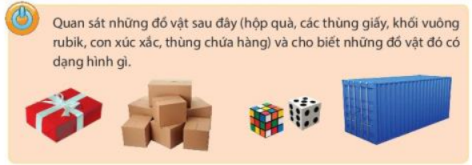 Quan sát những đồ vật sau đây (hộp quà, các thùng giấy, khối vuông
rubik, con xúc xắc, thùng chứa hàng) và cho biết những đồ vật đó có
dạng hình gì.